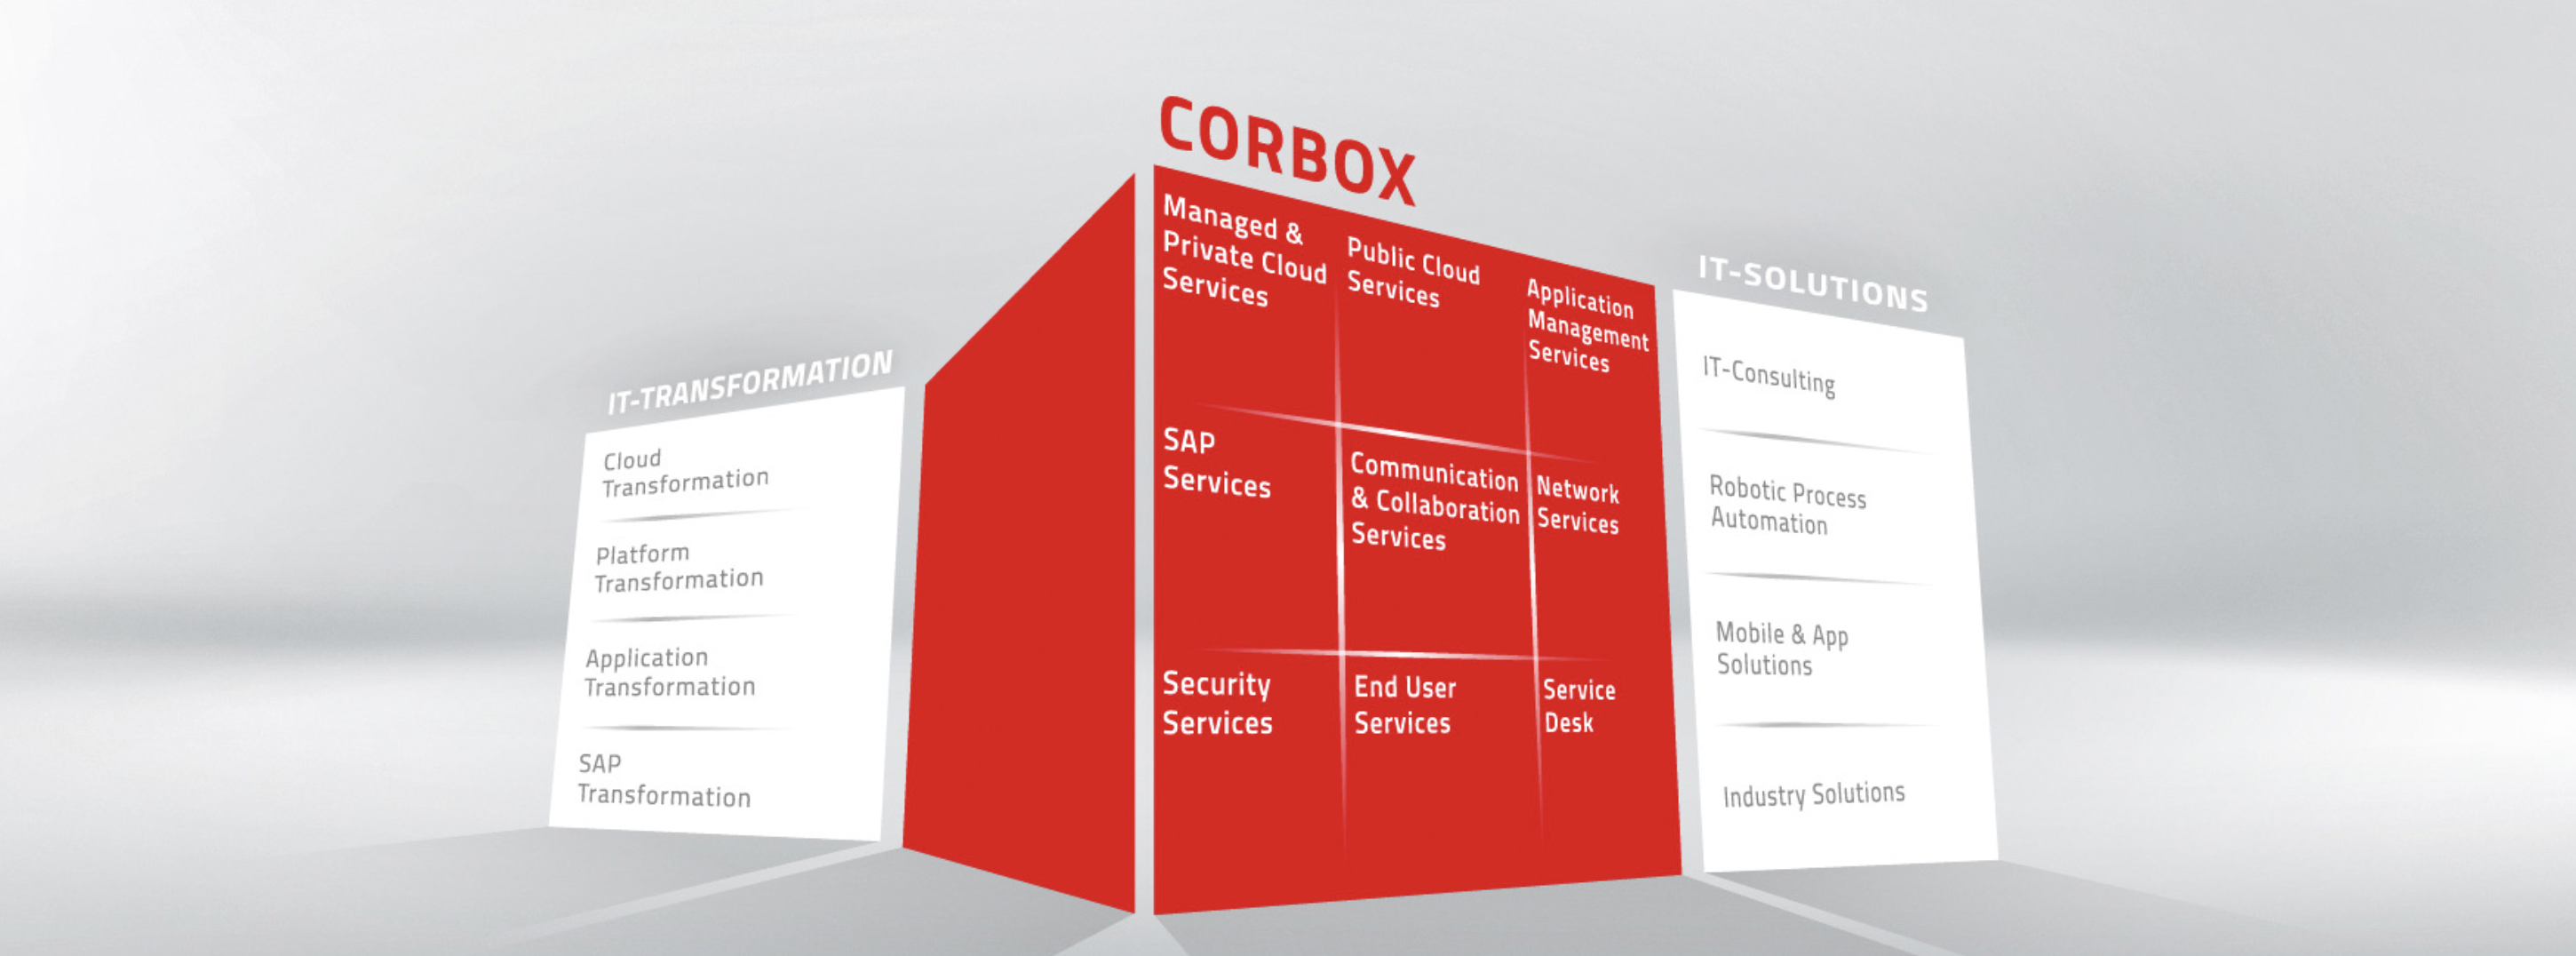 IT-TRANSFORMATION
Cloud
Transformation
Platform
Transformation
Application
Transformation
SAP
Transformation
CORBOX
Managed &
Private Cloud
Services
Public Cloud
Services
Application
Management
Services
SAP
Services
Communication
& Collaboration
Services
Network
Services
Security
Services
End User
Services
Service
Desk
IT-SOLUTIONS
IT-Consulting
Robotic Process
Automation
Mobile & App
Solutions
Industry Solutions